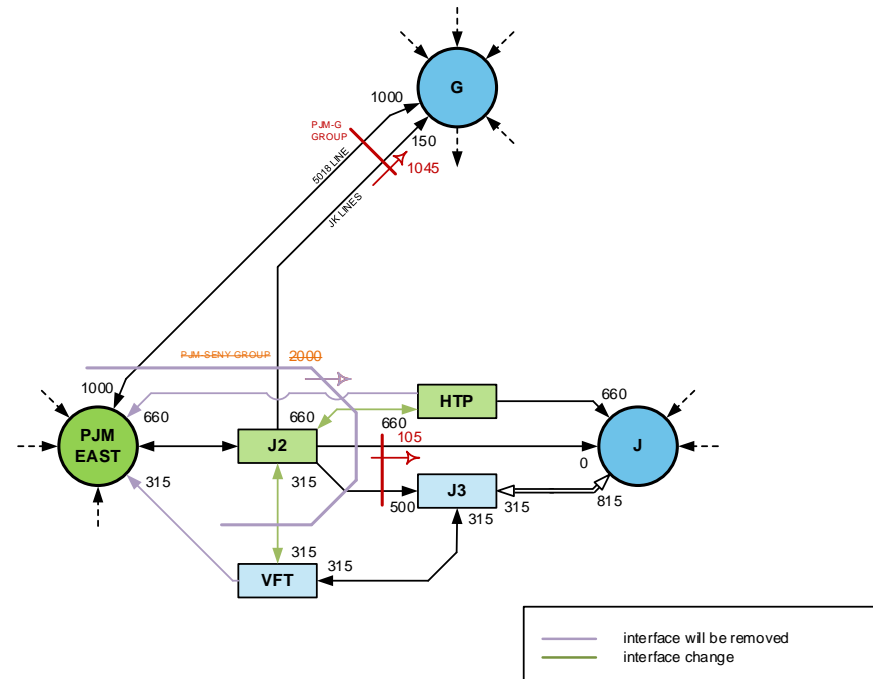 G
1000
PJM-G
GROUP
150
1045
5018 LINE
JK LINES
PJM-SENY GROUP
2000
1000
660
660
HTP
660
PJM
EAST
J2
660
105
J
0
315
315
J3
500
315
315
815
315
VFT
315
interface will be removed
interface change